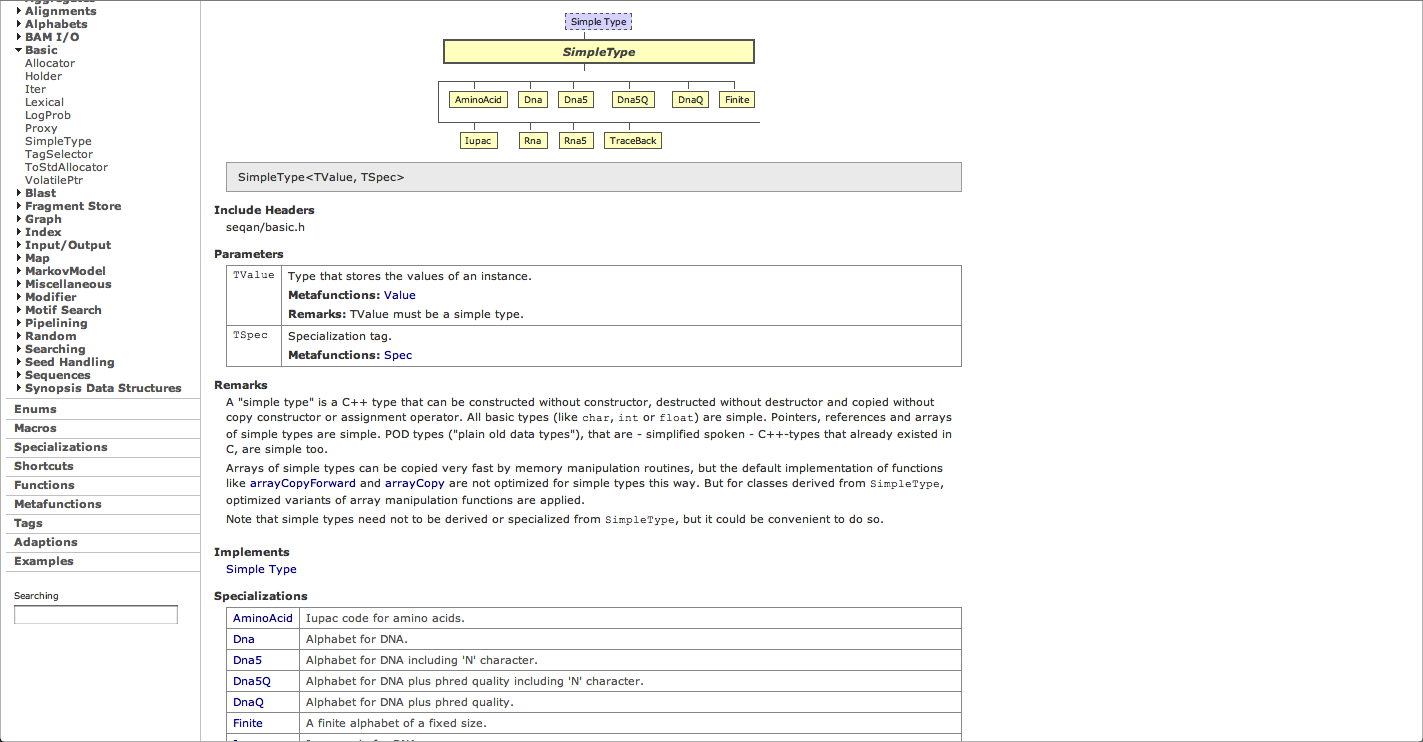 Alignments
Alphabets
BAM I/O
Basic
Allocator
Holder
Iter
Lexical
LogProb
Proxy
SimpleType
TagSelector
ToStdAllocator
VolatilePtr
Blast
Fragment Store
Graph
Index
Input/Output
Map
MarkovModel
Miscellaneous
Modifier
Motif Search
Pipelining
Random
Searching
Seed Handling
Sequences
Synopsis Data Structures
Enums
Macros
Specializations
Shortcuts
Functions
Metafunctions
Tags
Adaptions
Examples
Searching
Simple Type
SimpleType
AminoAcid Dna Dna5 Dna5Q DnaQ Finite
Iupac Rna Rna5 TraceBack
SimpleType<TValue, TSpec>
Include Headers
seqan/basic.h
Parameters
TValue Type that stores the values of an instance.
Metafunctions: Value
Remarks: TValue must be a simple type.
TSpec Specialization tag.
Metafunctions: Spec
Remarks
A "simple type" is a C++ type that can be constructed without constructor, destructed without destructor and copied without
copy constructor or assignment operator. All basic types (like char, int or float) are simple. Pointers, references and arrays
of simple types are simple. POD types ("plain old data types"), that are - simplified spoken - C++-types that already existed in
C, are simple too.
Arrays of simple types can be copied very fast by memory manipulation routines, but the default implementation of functions
like arrayCopyForward and arrayCopy are not optimized for simple types this way. But for classes derived from SimpleType,
optimized variants of array manipulation functions are applied.
Note that simple types need not to be derived or specialized from SimpleType, but it could be convenient to do so.
Implements
Simple Type
Specializations
AminoAcid Iupac code for amino acids.
Dna Alphabet for DNA.
Dna5 Alphabet for DNA including 'N' character.
Dna5Q Alphabet for DNA plus phred quality including 'N' character.
DnaQ Alphabet for DNA plus phred quality.
Finite A finite alphabet of a fixed size.